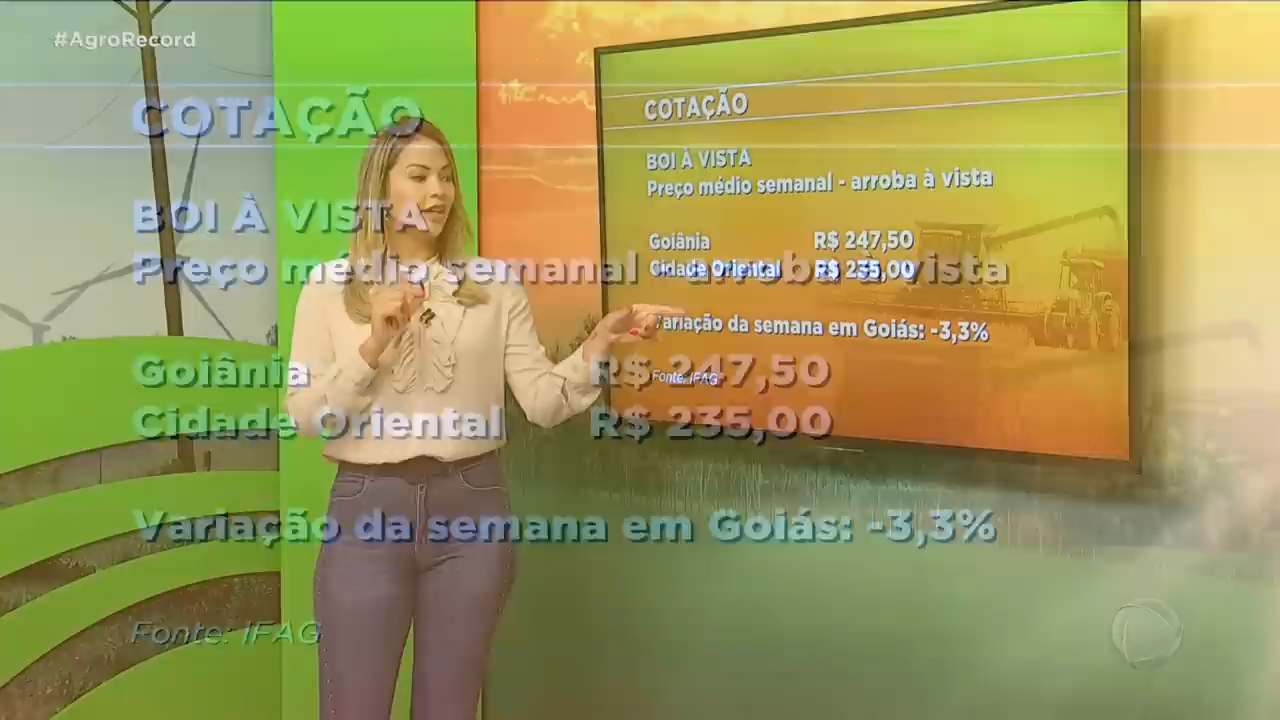 #AgroRecord
COTAÇÃO
BOI À VISTA
Preço médio semanal - arroba à vista
Goiânia R$ 247,50
Cidade Oriental R$ 235,00
Variação da semana em Goiás: -3,3%
Fonte: IFAG
COTAÇÃO
BOI À VISTA
Preço médio semanal - arroba à vista
Goiânia R$ 247,50
Cidade Oriental R$ 235,00
Variação da semana em Goiás: -3,3%
Fonte: IFAG